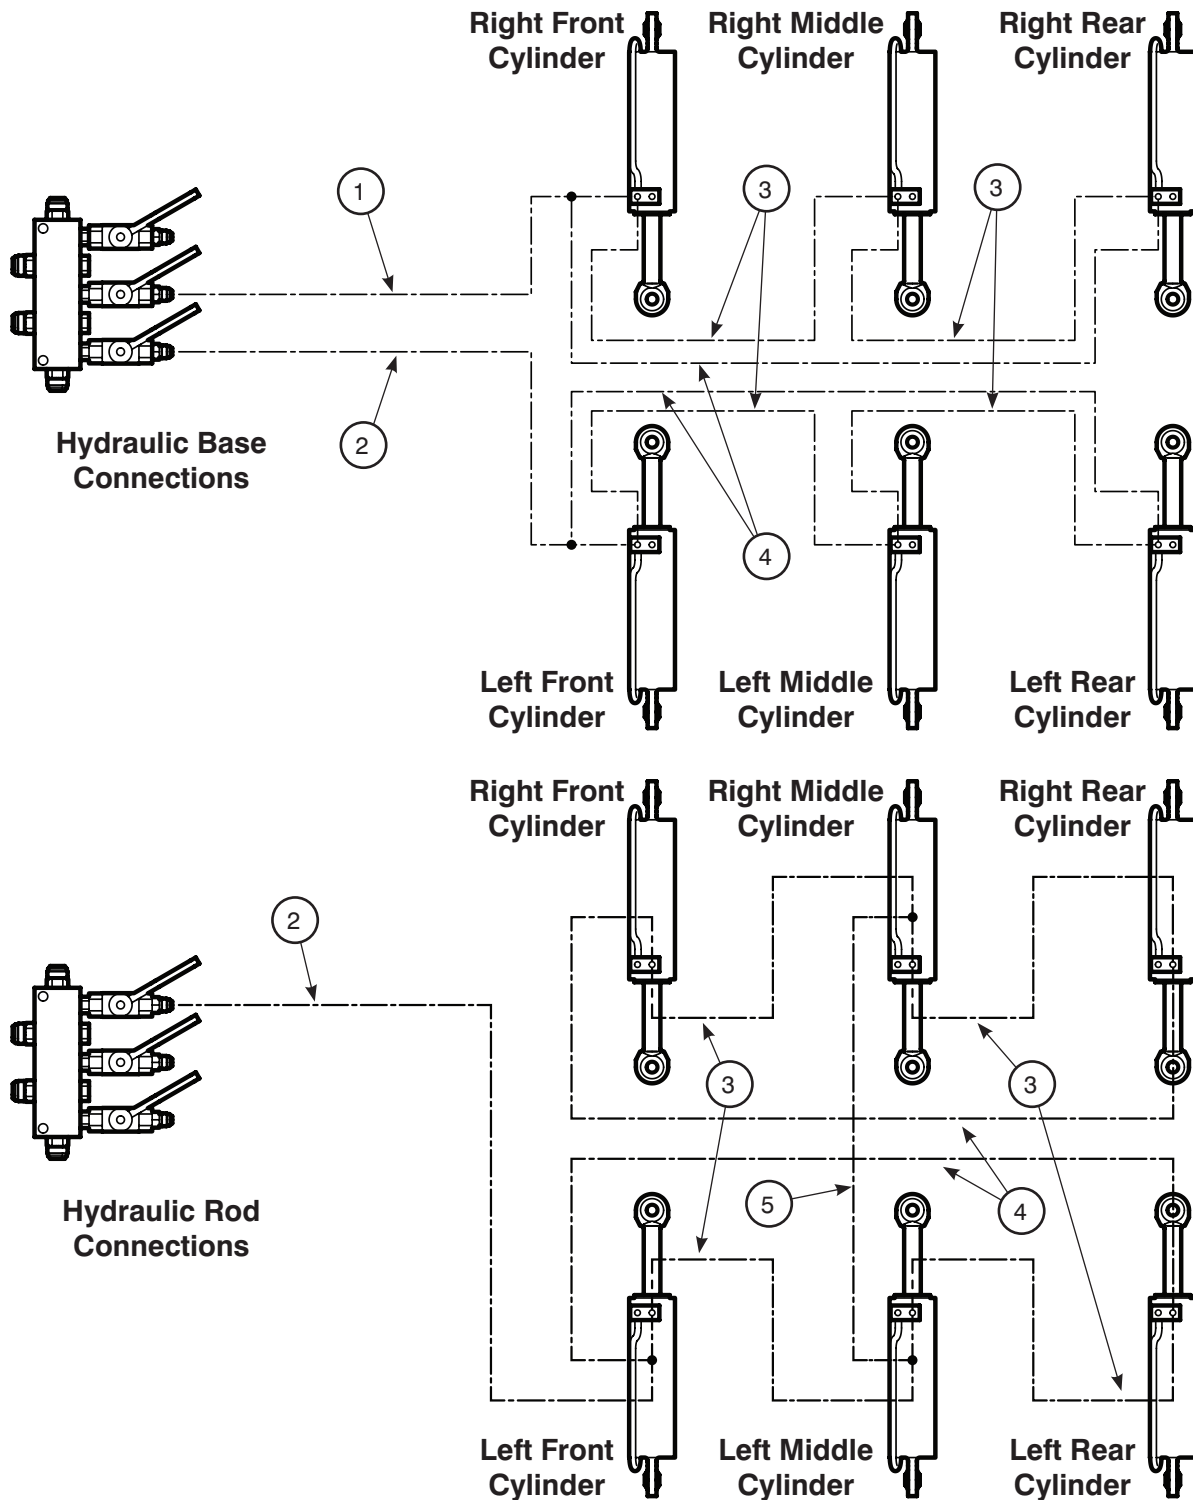 Right Front
Cylinder
Right Middle
Cylinder
Right Rear
Cylinder
1
3
3
2
Hydraulic Base
Connections
4
Left Front
Cylinder
Left Middle
Cylinder
Left Rear
Cylinder
Right Front
Cylinder
Right Middle
Cylinder
Right Rear
Cylinder
2
3
3
5
4
Hydraulic Rod
Connections
Left Front
Cylinder
Left Middle
Cylinder
Left Rear
Cylinder